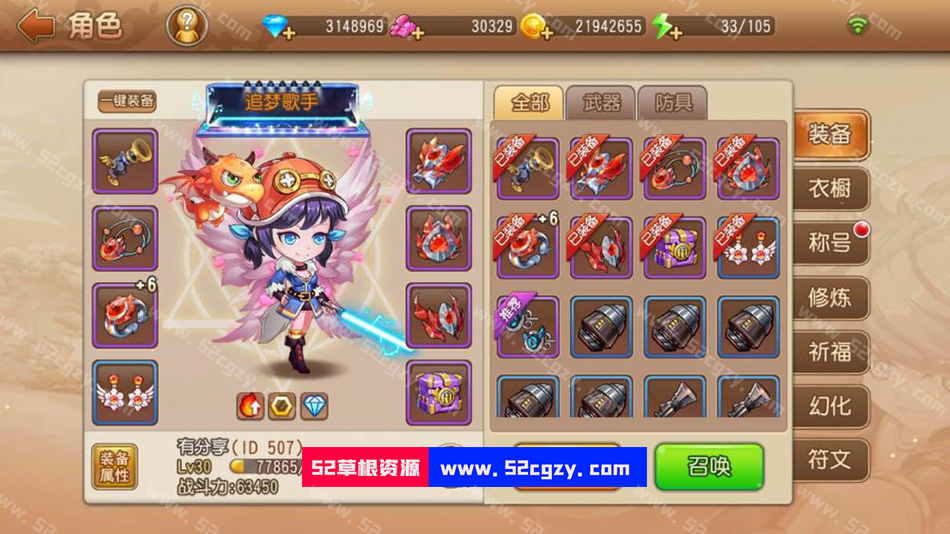 角色
3148969
30329
21942655
33/105
一键装备
追梦歌手
全部
武器
防具
已装备
已装备
已装备
已装备
+6
已装备
+6
已装备
已装备
已装备
推荐
装备
衣橱
称号
修炼
祈福
幻化
符文
装备
属性
有分享(ID 507)
Lv30
77865/
战斗力:63450
召唤
52草根资源
www.52cgzy.com